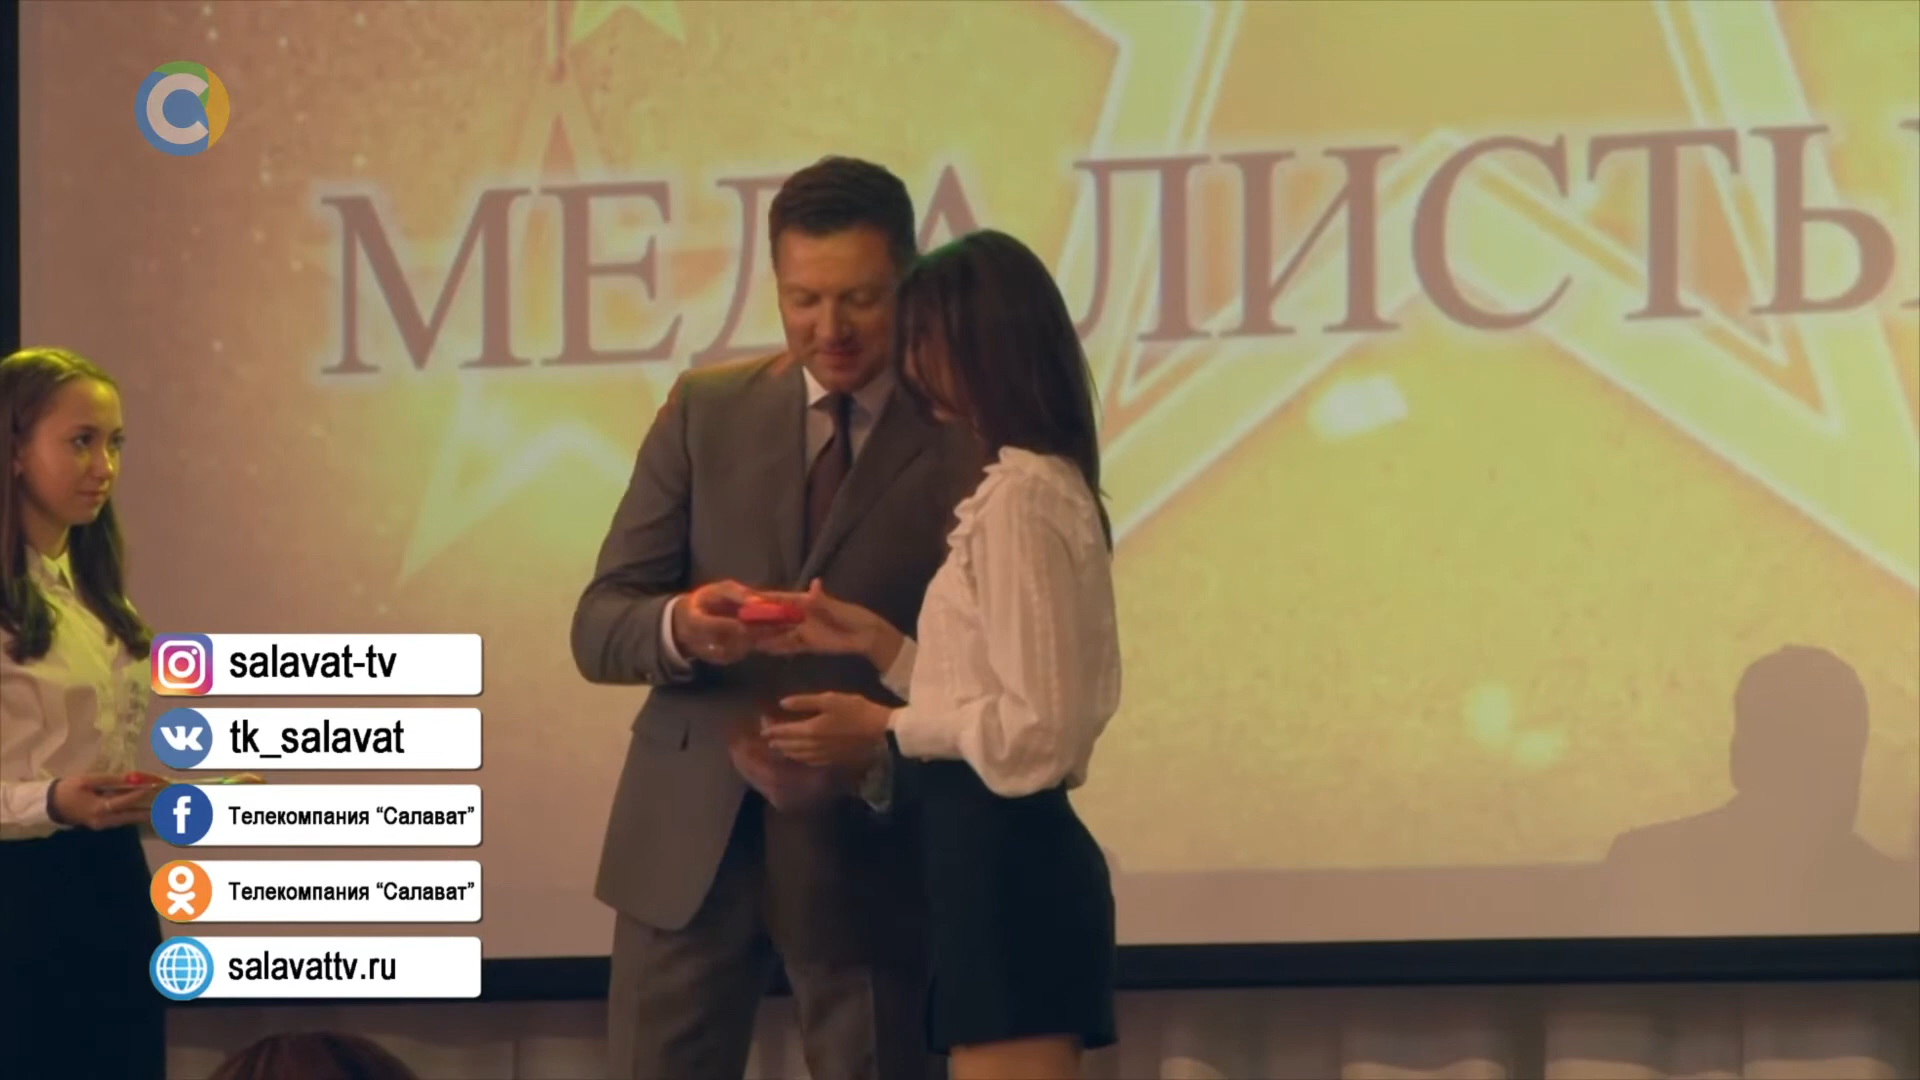 МЕДАЛИСТЫ
salavat-tv
tk_salavat
Телекомпания “Салават”
Телекомпания “Салават”
salavattv.ru